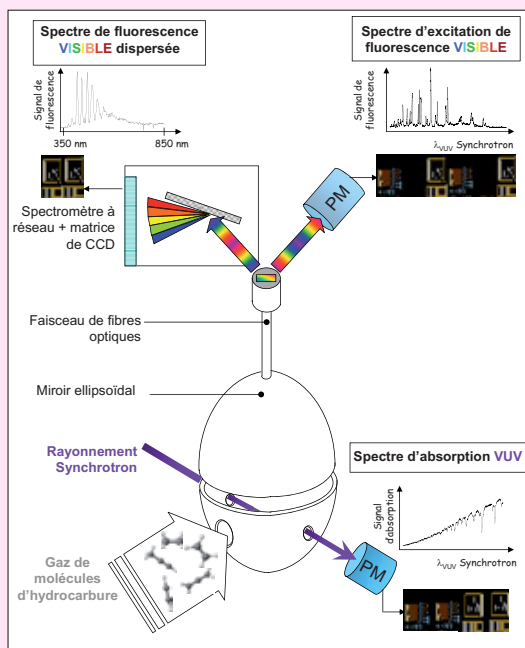 Spectre de fluorescence
VISIBLE dispersée
Signal de
fluorescence
350 nm
850 nm
Spectre d'excitation de
fluorescence VISIBLE
Signal de
fluorescence
λVUV Synchrotron
Spectromètre à
réseau + matrice
de CCD
PM
Faisceau de fibres
optiques
Miroir ellipsoïdal
Rayonnement
Synchrotron
Spectre d'absorption VUV
Signal
d'absorption
λVUV Synchrotron
Gaz de
molécules
d'hydrocarbure
PM